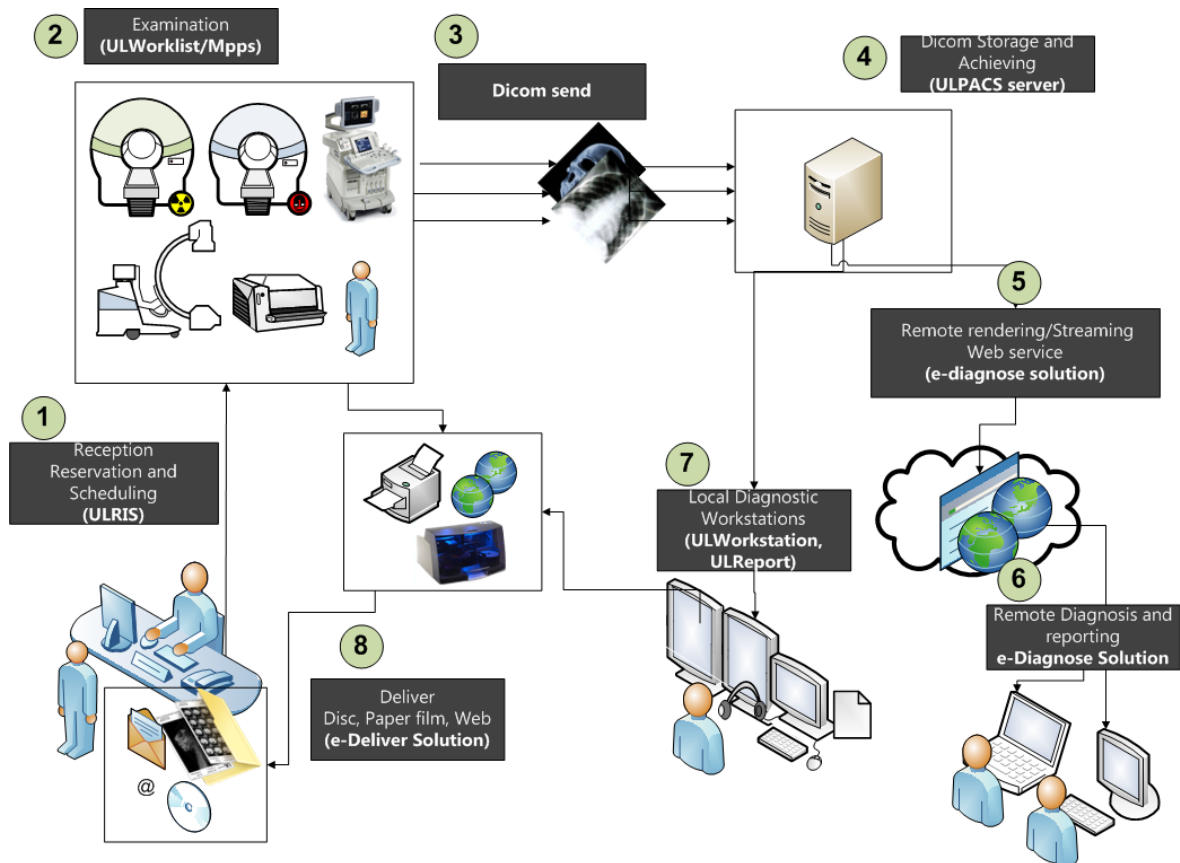 2
Examination
(ULWorklist/Mpps)
3
Dicom send
4
Dicom Storage and
Achieving
(ULPACS server)
5
Remote rendering/Streaming
Web service
(e-diagnose solution)
1
Reception
Reservation and
Scheduling
(ULRIS)
7
Local Diagnostic
Workstations
(ULWorkstation,
ULReport)
6
Remote Diagnosis and
reporting
e-Diagnose Solution
8
Deliver
Disc, Paper film, Web
(e-Deliver Solution)
@